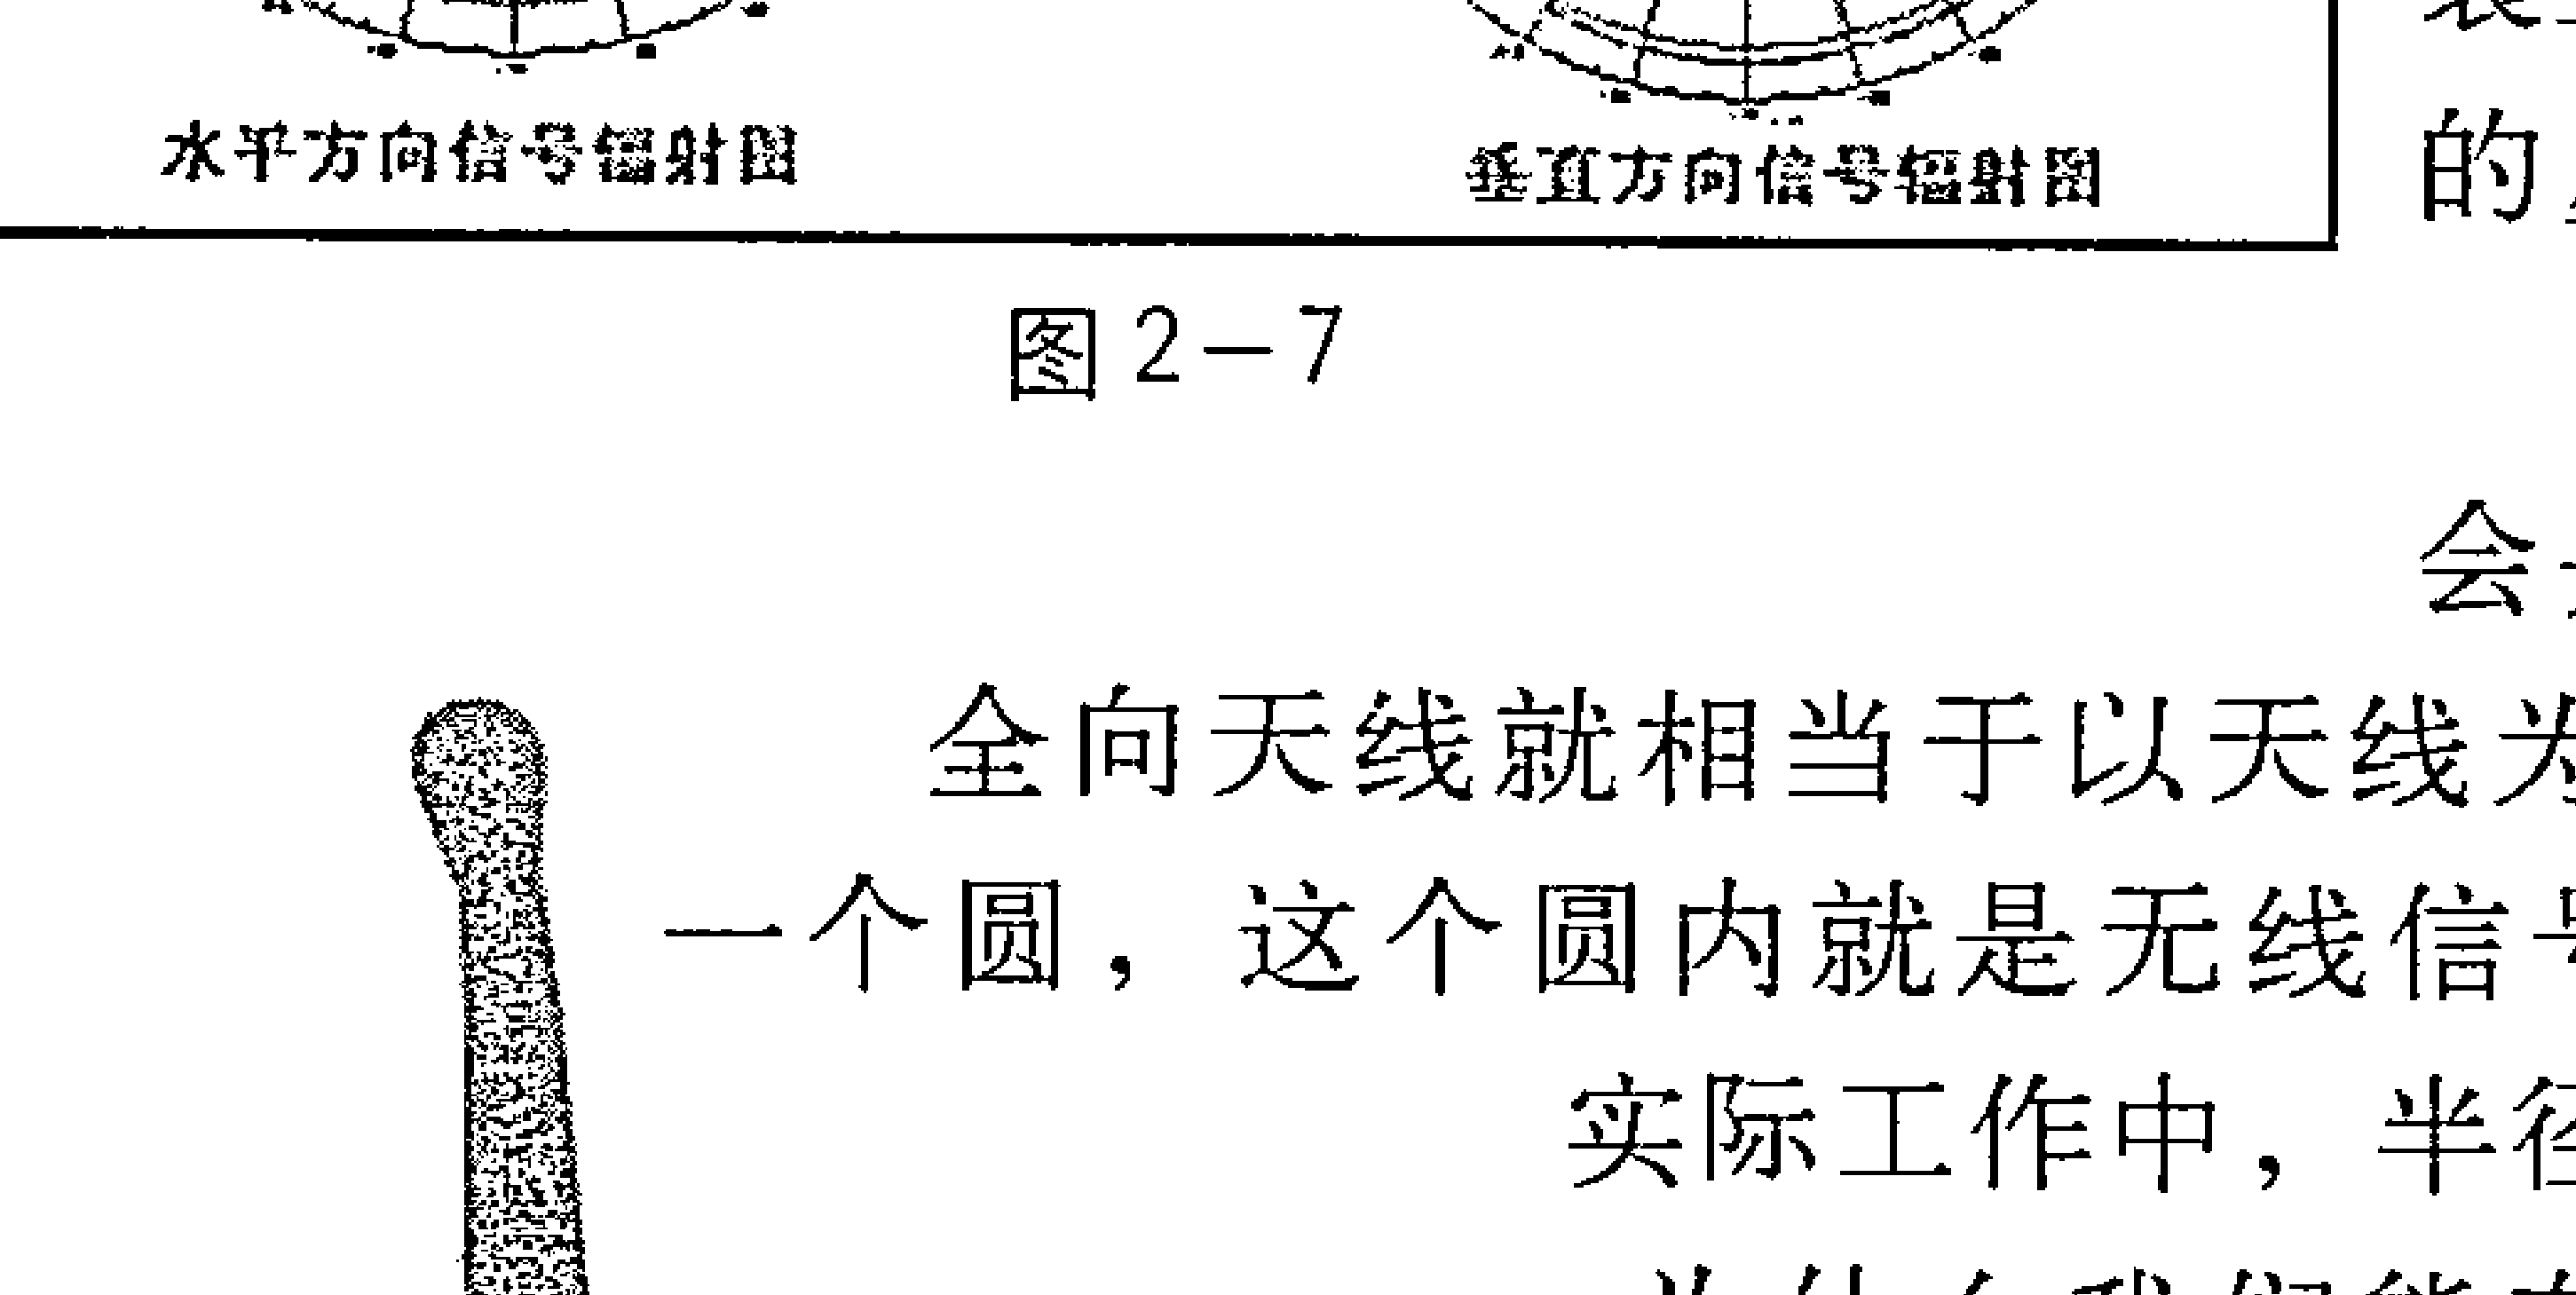 水平方向信号辐射图
垂直方向信号辐射图
的
图2-7
会
全向天线就相当于以天线为
一个圆，这个圆内就是无线信号
实际工作中，半径